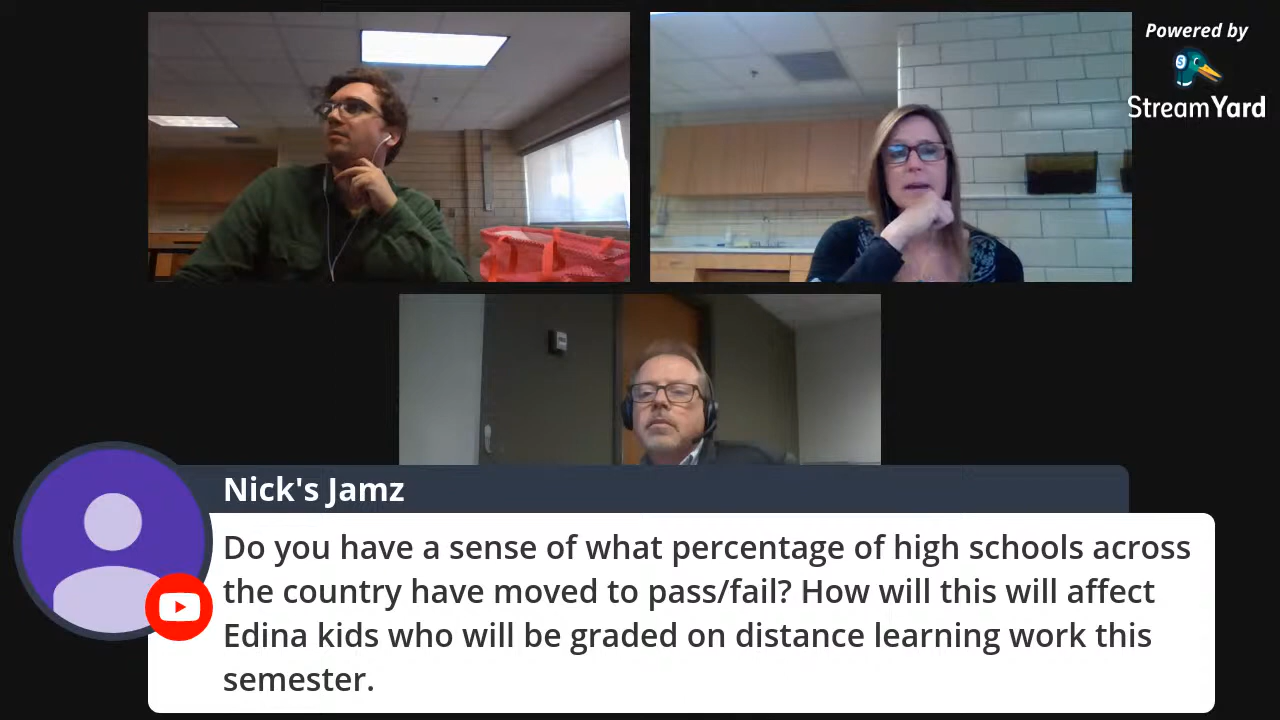 Powered by
StreamYard
Nick's Jamz
Do you have a sense of what percentage of high schools across
the country have moved to pass/fail? How will this will affect
Edina kids who will be graded on distance learning work this
semester.